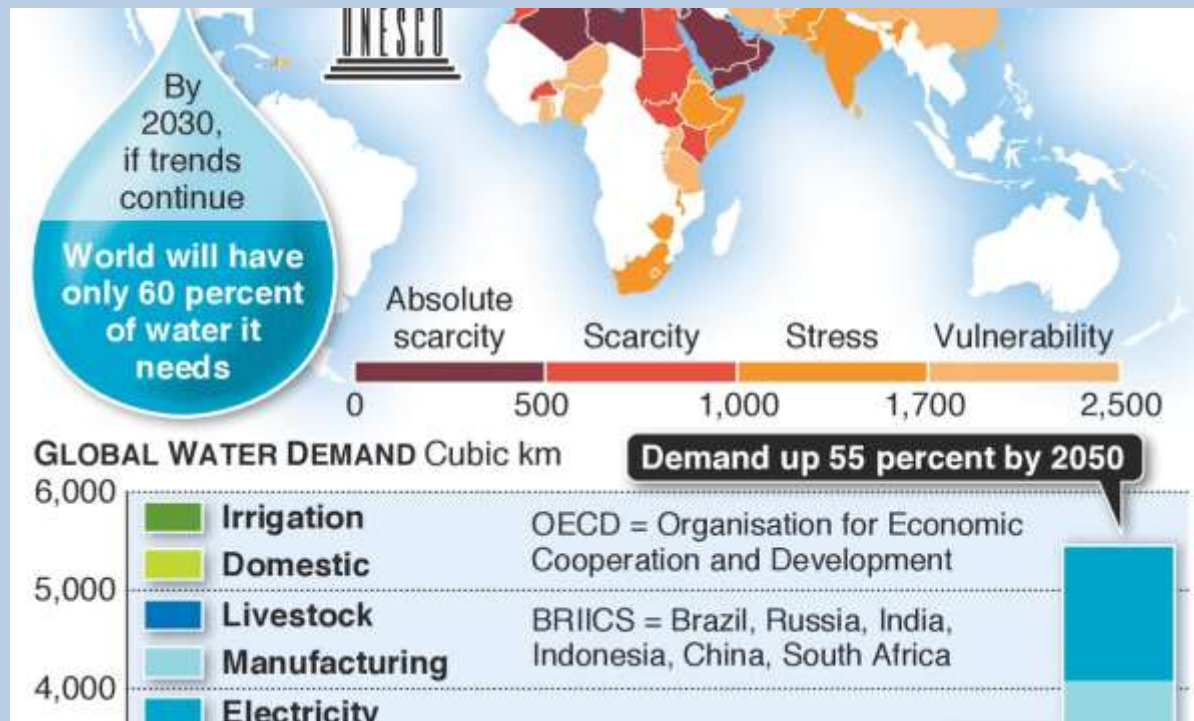 UNESCO
By
2030,
if trends
continue
World will have
only 60 percent
of water it
needs
Absolute
scarcity
Scarcity
Stress
Vulnerability
0
500
1,000
1,700
2,500
GLOBAL WATER DEMAND Cubic km
Demand up 55 percent by 2050
6,000
Irrigation
OECD = Organisation for Economic
Domestic
Cooperation and Development
5,000
Livestock
BRIICS = Brazil, Russia, India,
Manufacturing
Indonesia, China, South Africa
4,000
Electricity